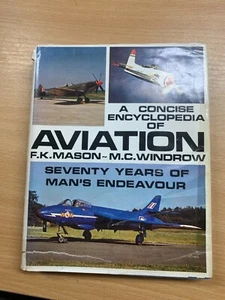 A CONCISE
ENCYCLOPEDIA
OF
AVIATION
F.K.MASON~M.C.WINDROW
SEVENTY YEARS OF
MAN'S ENDEAVOUR